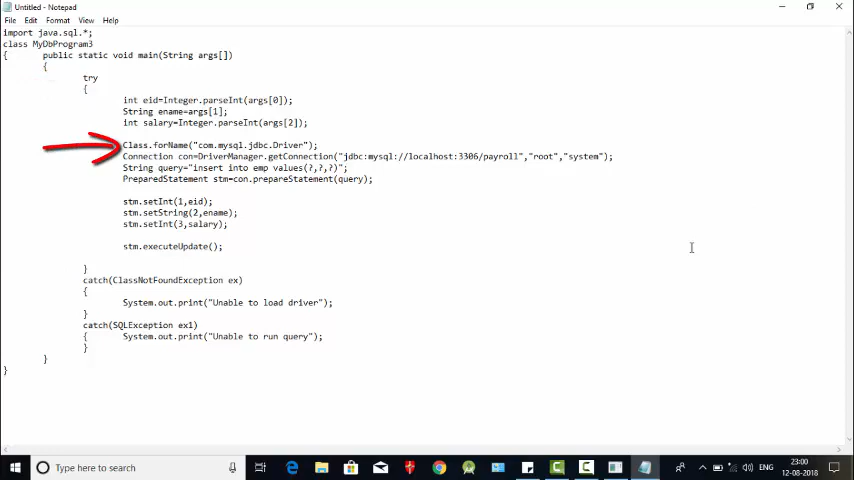 Untitled - Notepad
File Edit Format View Help
import java.sql.*;
class MyDbProgram3
{ public static void main(String args[])
{
try
{
int eid=Integer.parseInt(args[0]);
String ename=args[1];
int salary=Integer.parseInt(args[2]);
Class.forName("com.mysql.jdbc.Driver");
Connection con=DriverManager.getConnection("jdbc:mysql://localhost:3306/payroll","root","system");
String query="insert into emp values(?,?,?)";
PreparedStatement stm=con.prepareStatement(query);
stm.setInt(1,eid);
stm.setString(2,ename);
stm.setInt(3,salary);
stm.executeUpdate();
}
catch(ClassNotFoundException ex)
{
System.out.print("Unable to load driver");
}
catch(SQLException ex1)
{ System.out.print("Unable to run query");
}
}
}
Type here to search
ENG
23:00
12-08-2018